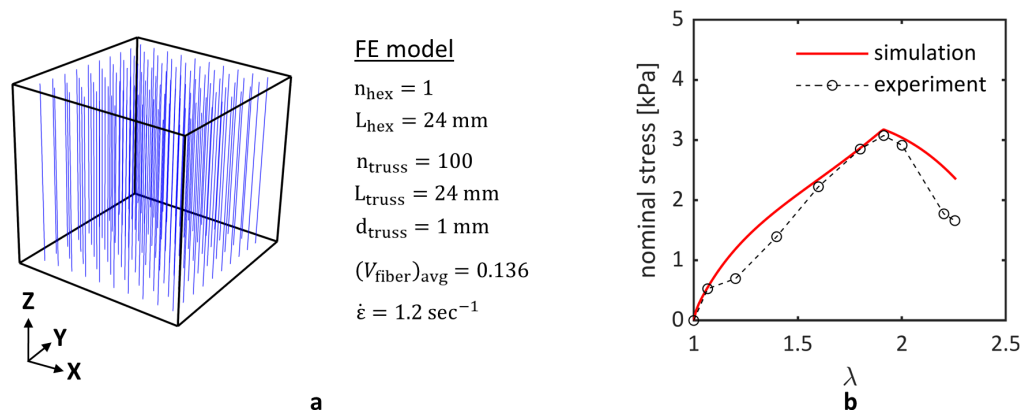 FE model
n_hex = 1
L_hex = 24 mm
n_truss = 100
L_truss = 24 mm
d_truss = 1 mm
(V_fiber)_avg = 0.136
ε̇ = 1.2 sec⁻¹
Z
Y
X
a
5
4
3
2
1
0
nominal stress [kPa]
simulation
experiment
1
1.5
2
2.5
λ
b